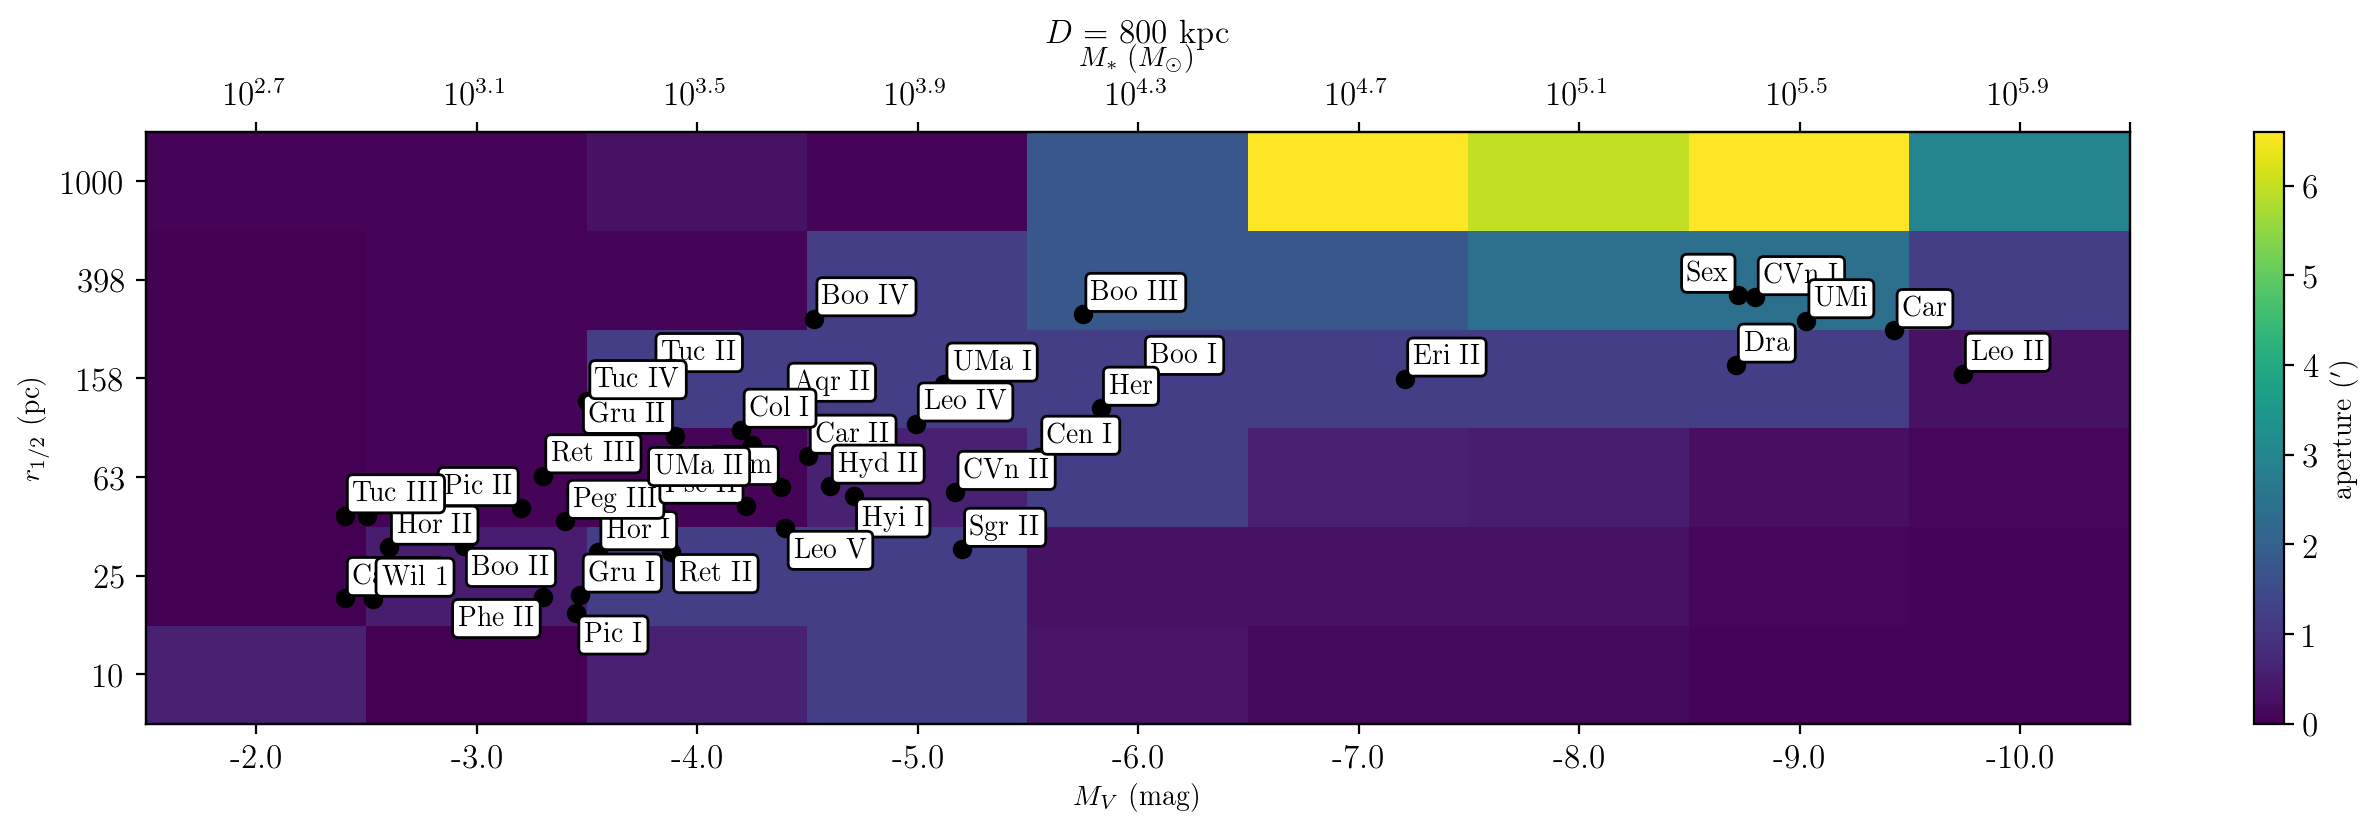 D = 800 kpc
M* (M⊙)
10^2.7 10^3.1 10^3.5 10^3.9 10^4.3 10^4.7 10^5.1 10^5.5 10^5.9
1000
398
158
63
25
10
r1/2 (pc)
Sex
CVn I
UMi
Car
Boo IV
Boo III
Dra
Leo II
Tuc II
Tuc IV
UMa I
Boo I
Eri II
Aqr II
Her
Gru II
Col I
Leo IV
Car II
Cen I
Ret III
UMa II
Hyd II
CVn II
Pic II
Tuc III
Peg III
Hor II
Hor I
Hyi I
Sgr II
Leo V
Boo II
Wil 1
Gru I
Ret II
Phe II
Pic I
-2.0 -3.0 -4.0 -5.0 -6.0 -7.0 -8.0 -9.0 -10.0
MV (mag)
6
5
4
3
2
1
0
aperture (′)